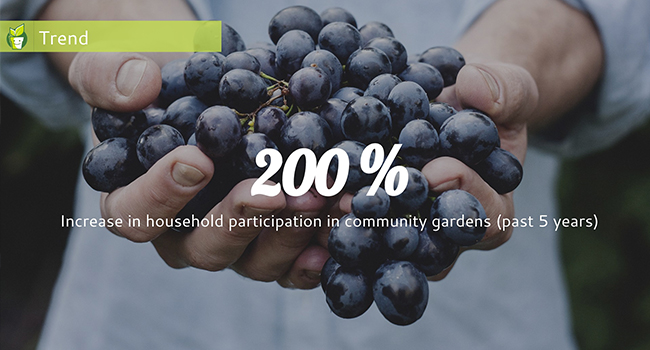 Trend
200 %
Increase in household participation in community gardens (past 5 years)